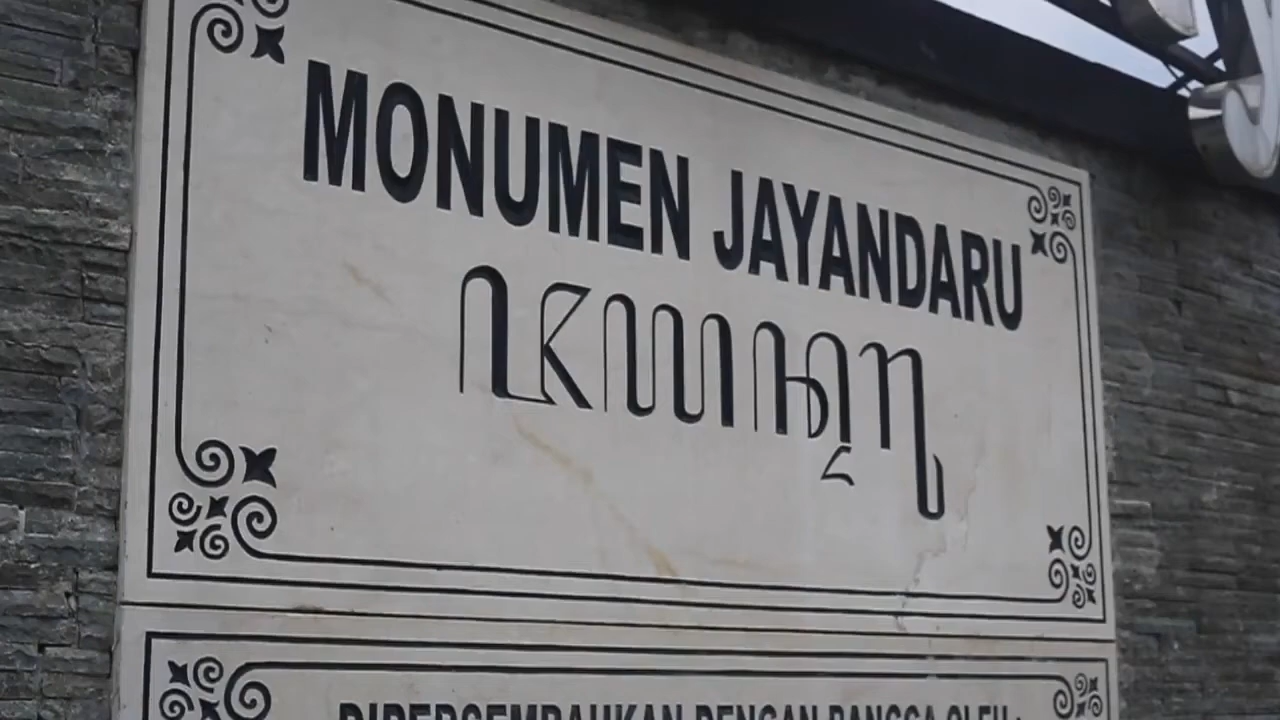 MONUMEN JAYANDARU
ꦗꦪꦤ꧀ꦢꦫꦸ
DIPERSEMBAHKAN DENGAN BANGGA OLEH :